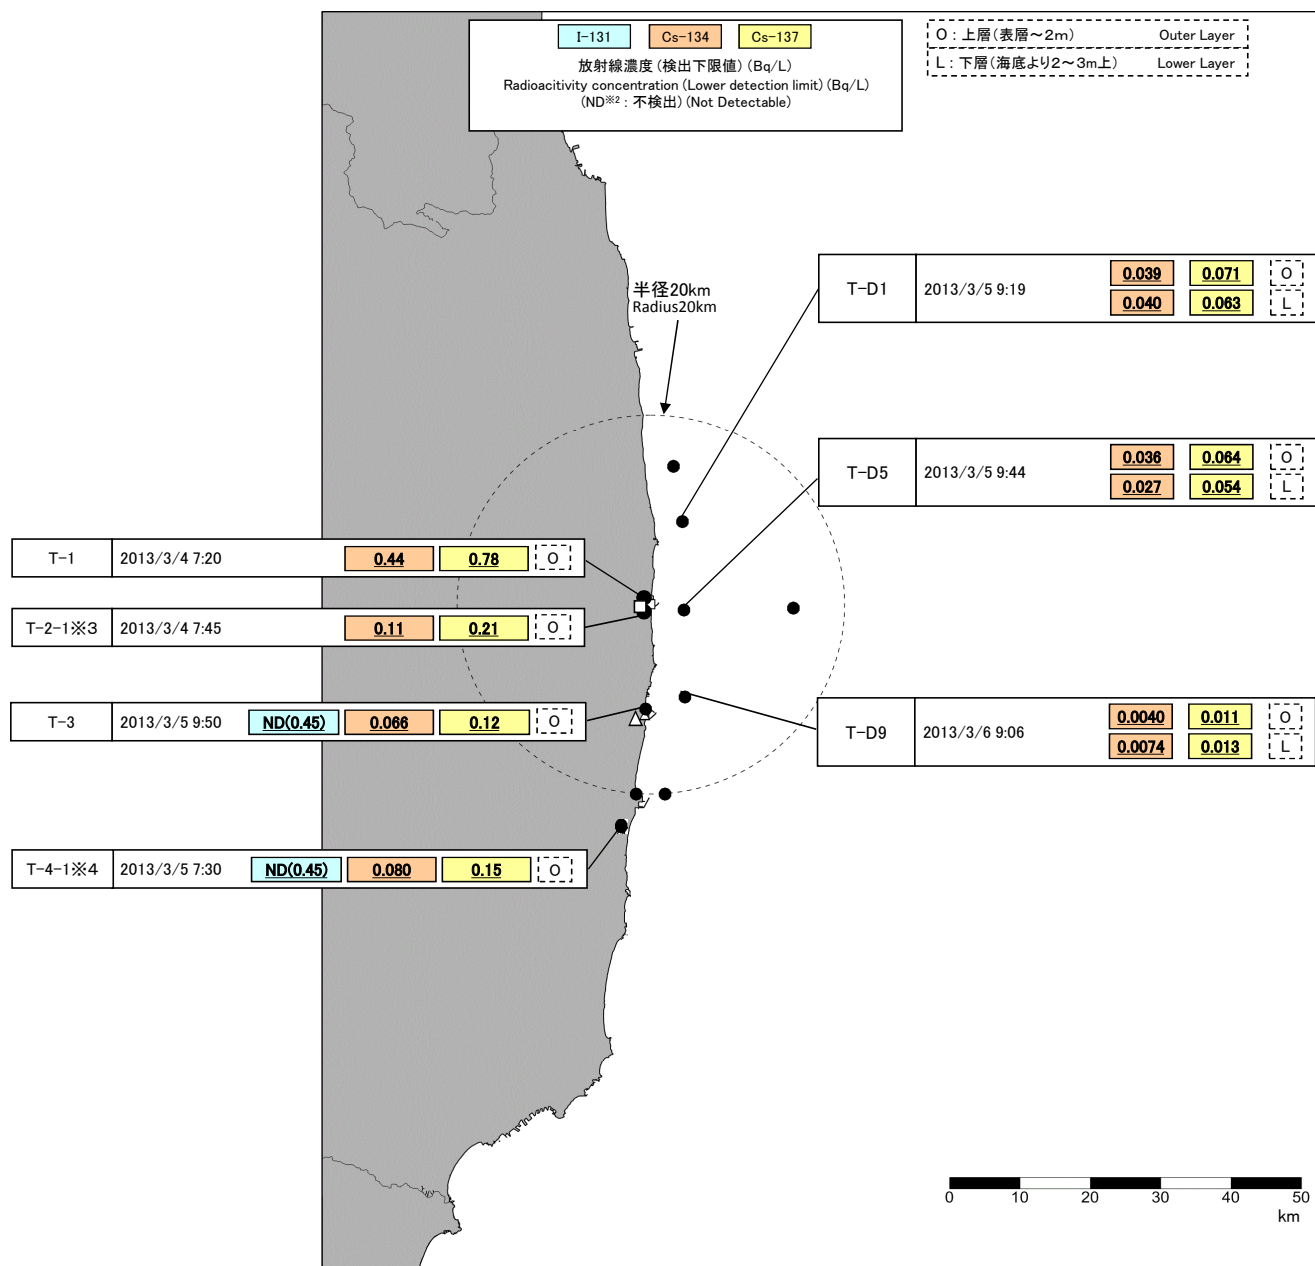 I-131 Cs-134 Cs-137
放射線濃度(検出下限値)(Bq/L)
Radioacitivity concentration (Lower detection limit) (Bq/L)
(ND※2：不検出)(Not Detectable)
O：上層(表層～2m) Outer Layer
L：下層(海底より2～3m上) Lower Layer
半径20km
Radius20km
T-D1 2013/3/5 9:19
0.039 0.071 O
0.040 0.063 L
T-D5 2013/3/5 9:44
0.036 0.064 O
0.027 0.054 L
T-1 2013/3/4 7:20 0.44 0.78 O
T-2-1※3 2013/3/4 7:45 0.11 0.21 O
T-3 2013/3/5 9:50 ND(0.45) 0.066 0.12 O
T-D9 2013/3/6 9:06
0.0040 0.011 O
0.0074 0.013 L
T-4-1※4 2013/3/5 7:30 ND(0.45) 0.080 0.15 O
0 10 20 30 40 50
km